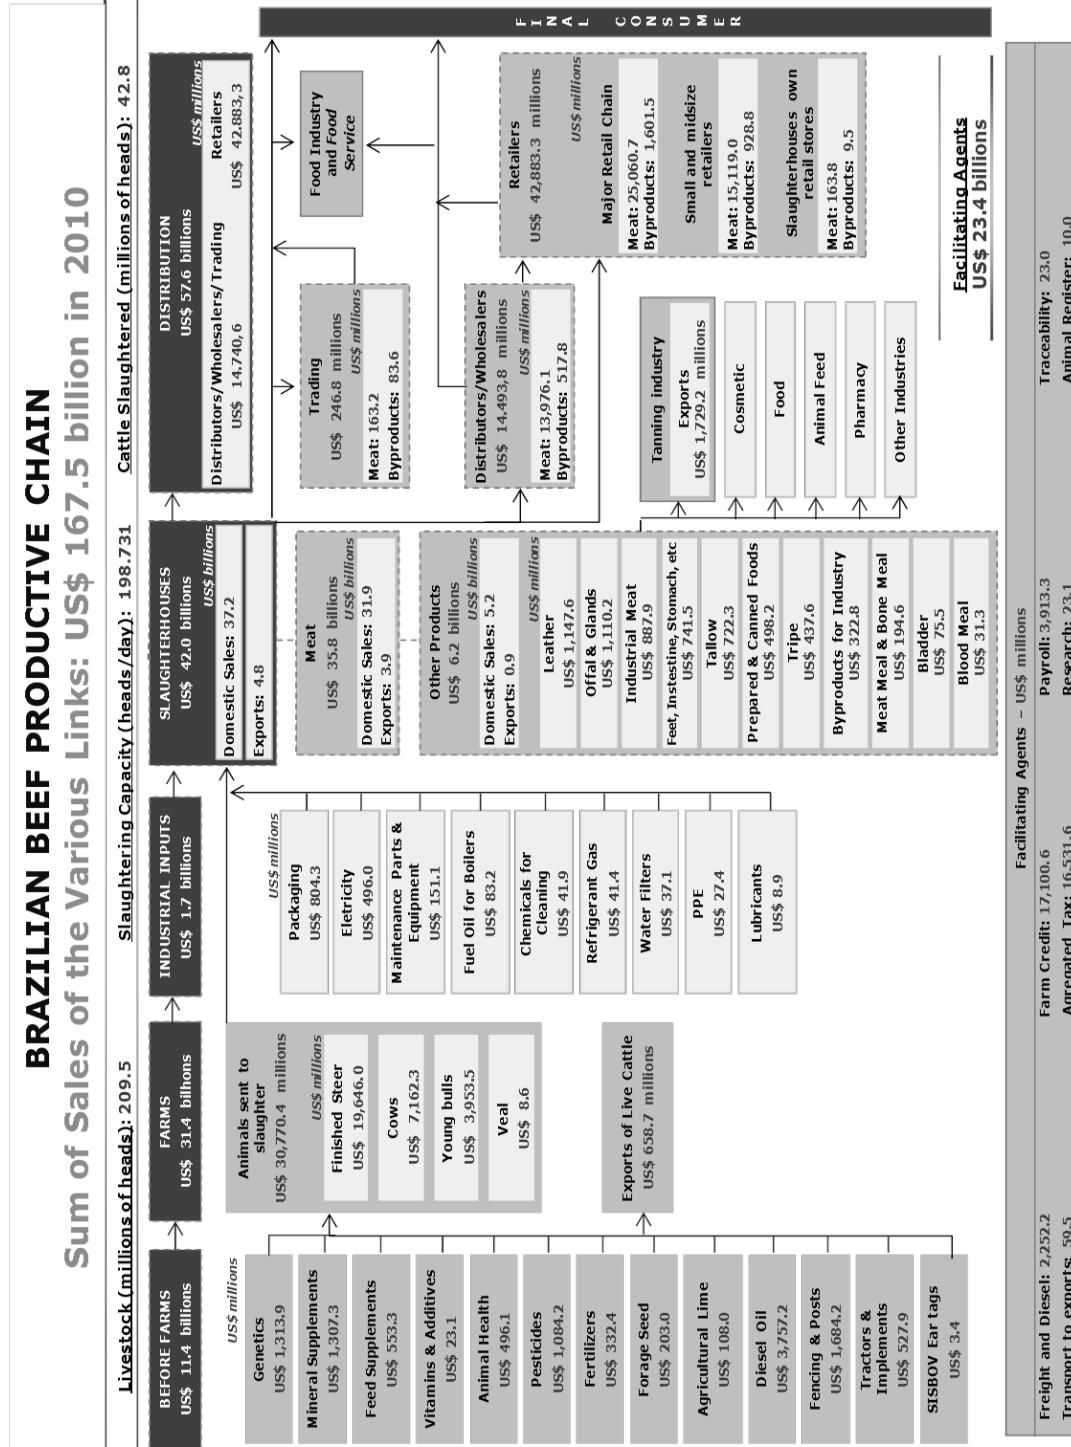 BRAZILIAN BEEF PRODUCTIVE CHAIN
Sum of Sales of the Various Links: US$ 167.5 billion in 2010
Livestock (millions of heads): 209.5
Slaughtering Capacity (heads/day): 198.731
Cattle Slaughtered (millions of heads): 42.8
BEFORE FARMS
US$ 11.4 billions
US$ millions
Genetics
US$ 1,313.9
Mineral Supplements
US$ 1,307.3
Feed Supplements
US$ 553.3
Vitamins & Additives
US$ 23.1
Animal Health
US$ 496.1
Pesticides
US$ 1,084.2
Fertilizers
US$ 332.4
Forage Seed
US$ 203.0
Agricultural Lime
US$ 108.0
Diesel Oil
US$ 3,757.2
Fencing & Posts
US$ 1,684.2
Tractors &
Implements
US$ 527.9
SISBOV Ear tags
US$ 3.4
FARMS
US$ 31.4 bilhons
Animals sent to
slaughter
US$ 30,770.4 millions
US$ millions
Finished Steer
US$ 19,646.0
Cows
US$ 7,162.3
Young bulls
US$ 3,953.5
Veal
US$ 8.6
Exports of Live Cattle
US$ 658.7 millions
INDUSTRIAL INPUTS
US$ 1.7 billions
US$ millions
Packaging
US$ 804.3
Eletricity
US$ 496.0
Maintenance Parts &
Equipment
US$ 151.1
Fuel Oil for Boilers
US$ 83.2
Chemicals for
Cleaning
US$ 41.9
Refrigerant Gas
US$ 41.4
Water Filters
US$ 37.1
PPE
US$ 27.4
Lubricants
US$ 8.9
SLAUGHTERHOUSES
US$ 42.0 billions
US$ billions
Domestic Sales: 37.2
Exports: 4.8
Meat
US$ 35.8 billions
US$ billions
Domestic Sales: 31.9
Exports: 3.9
Other Products
US$ 6.2 billions
US$ billions
Domestic Sales: 5.2
Exports: 0.9
US$ millions
Leather
US$ 1,147.6
Offal & Glands
US$ 1,110.2
Industrial Meat
US$ 887.9
Feet, Instestine, Stomach, etc
US$ 741.5
Tallow
US$ 722.3
Prepared & Canned Foods
US$ 498.2
Tripe
US$ 437.6
Byproducts for Industry
US$ 322.8
Meat Meal & Bone Meal
US$ 194.6
Bladder
US$ 75.5
Blood Meal
US$ 31.3
DISTRIBUTION
US$ 57.6 billions
US$ millions
Distributors/Wholesalers/Trading
US$ 14.740,6
Retailers
US$ 42.883,3
Trading
US$ 246.8 millions
US$ millions
Meat: 163.2
Byproducts: 83.6
Distributors/Wholesalers
US$ 14.493,8 millions
US$ millions
Meat: 13,976.1
Byproducts: 517.8
Tanning industry
Exports
US$ 1,729.2 millions
Cosmetic
Food
Animal Feed
Pharmacy
Other Industries
Food Industry
and Food
Service
Retailers
US$ 42,883.3 millions
US$ millions
Major Retail Chain
Meat: 25,060.7
Byproducts: 1,601.5
Small and midsize
retailers
Meat: 15,119.0
Byproducts: 928.8
Slaughterhouses own
retail stores
Meat: 163.8
Byproducts: 9.5
FINAL CONSUMER
Facilitating Agents
US$ 23.4 billions
Facilitating Agents – US$ millions
Freight and Diesel: 2,252.2
Farm Credit: 17,100.6
Payroll: 3,913.3
Traceability: 23.0
Transport to exports: 59.5
Aggregated Tax: 16,531.6
Research: 23.1
Animal Register: 10.0